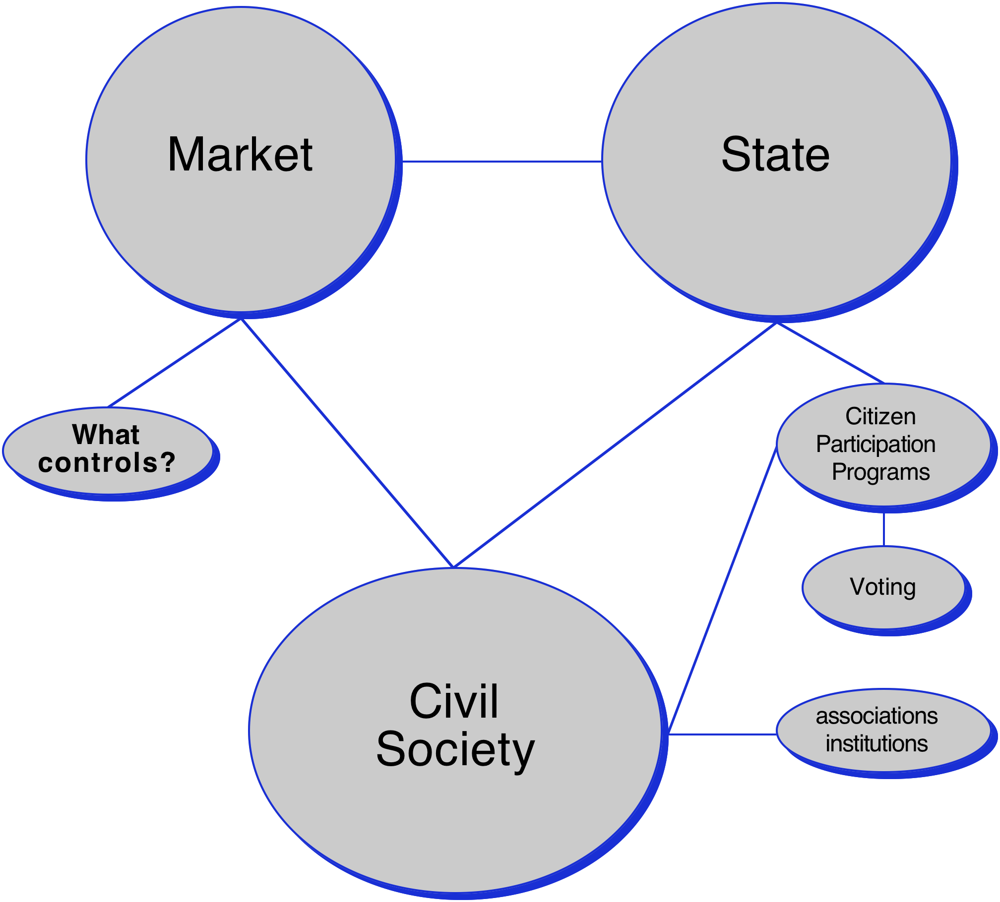 Market
State
What
controls?
Citizen
Participation
Programs
Voting
Civil
Society
associations
institutions